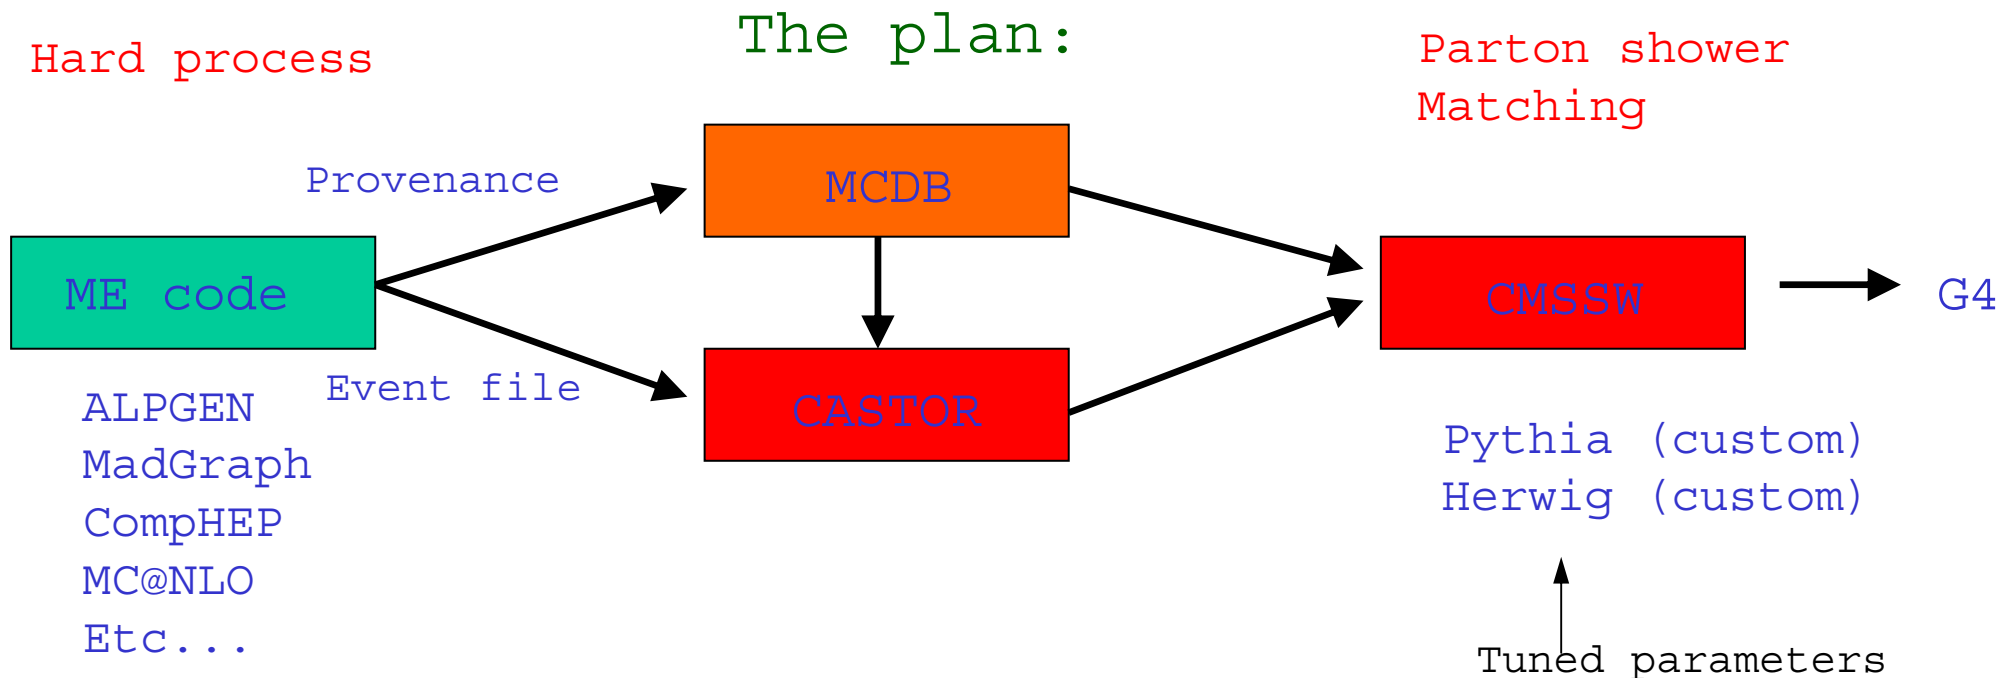 The plan:
Hard process
Parton shower
Matching
Provenance
MCDB
ME code
CMSSW
G4
Event file
CASTOR
ALPGEN
MadGraph
CompHEP
MC@NLO
Etc...
Pythia (custom)
Herwig (custom)
Tuned parameters